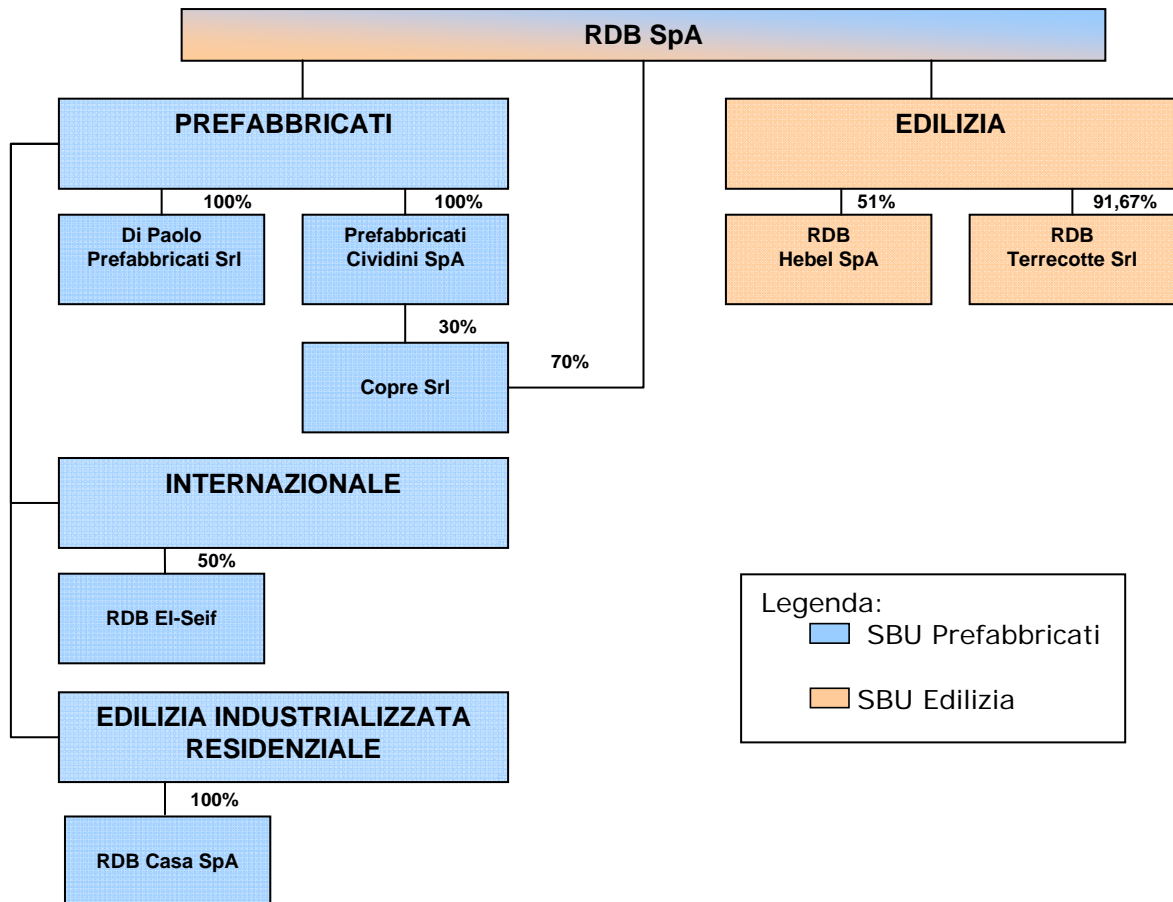 RDB SpA
PREFABBRICATI
EDILIZIA
100%
100%
51%
91,67%
Di Paolo
Prefabbricati Srl
Prefabbricati
Cividini SpA
RDB
Hebel SpA
RDB
Terrecotte Srl
30%
70%
Copre Srl
INTERNAZIONALE
50%
RDB El-Seif
Legenda:
SBU Prefabbricati
SBU Edilizia
EDILIZIA INDUSTRIALIZZATA
RESIDENZIALE
100%
RDB Casa SpA